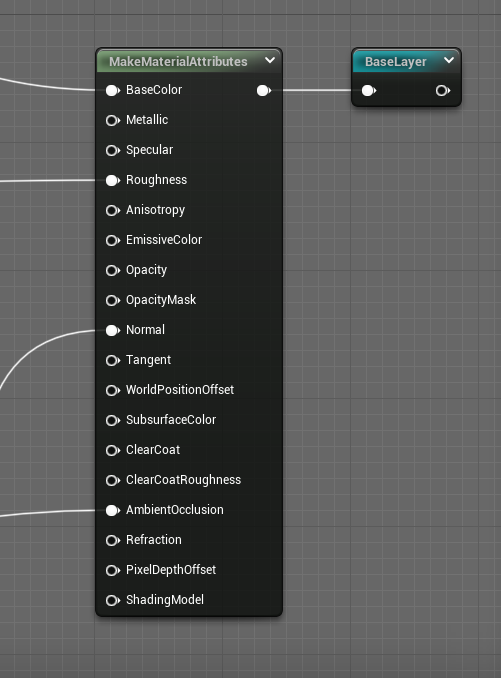 MakeMaterialAttributes
BaseLayer
BaseColor
Metallic
Specular
Roughness
Anisotropy
EmissiveColor
Opacity
OpacityMask
Normal
Tangent
WorldPositionOffset
SubsurfaceColor
ClearCoat
ClearCoatRoughness
AmbientOcclusion
Refraction
PixelDepthOffset
ShadingModel